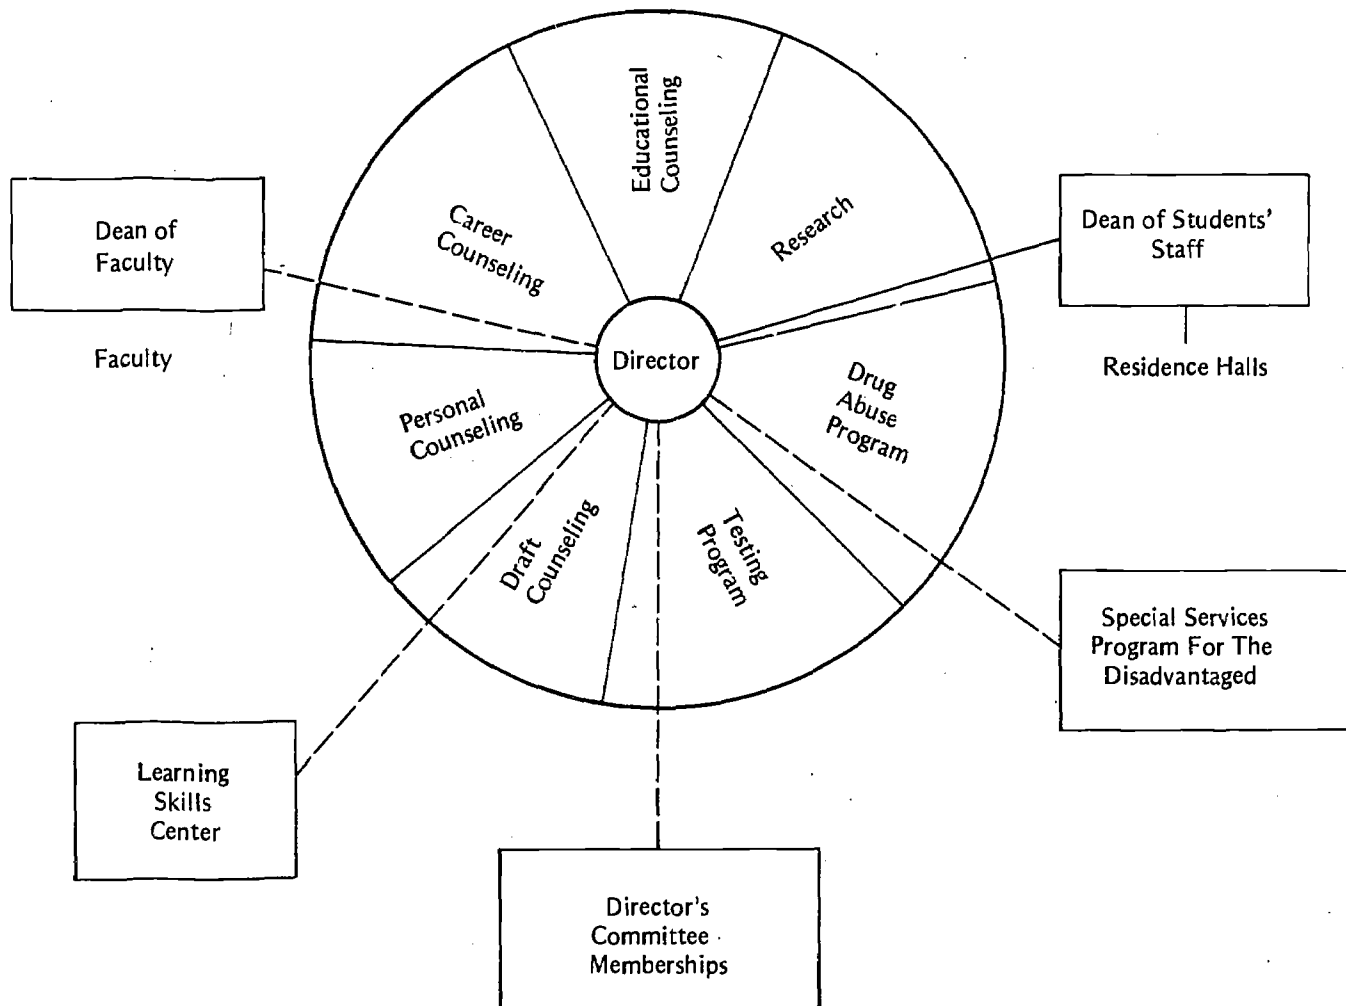 Educational
Counseling
Career
Counseling
Research
Dean of
Faculty
Faculty
Dean of Students'
Staff
Residence Halls
Director
Personal
Counseling
Drug
Abuse
Program
Draft
Counseling
Testing
Program
Special Services
Program For The
Disadvantaged
Learning
Skills
Center
Director's
Committee
Memberships